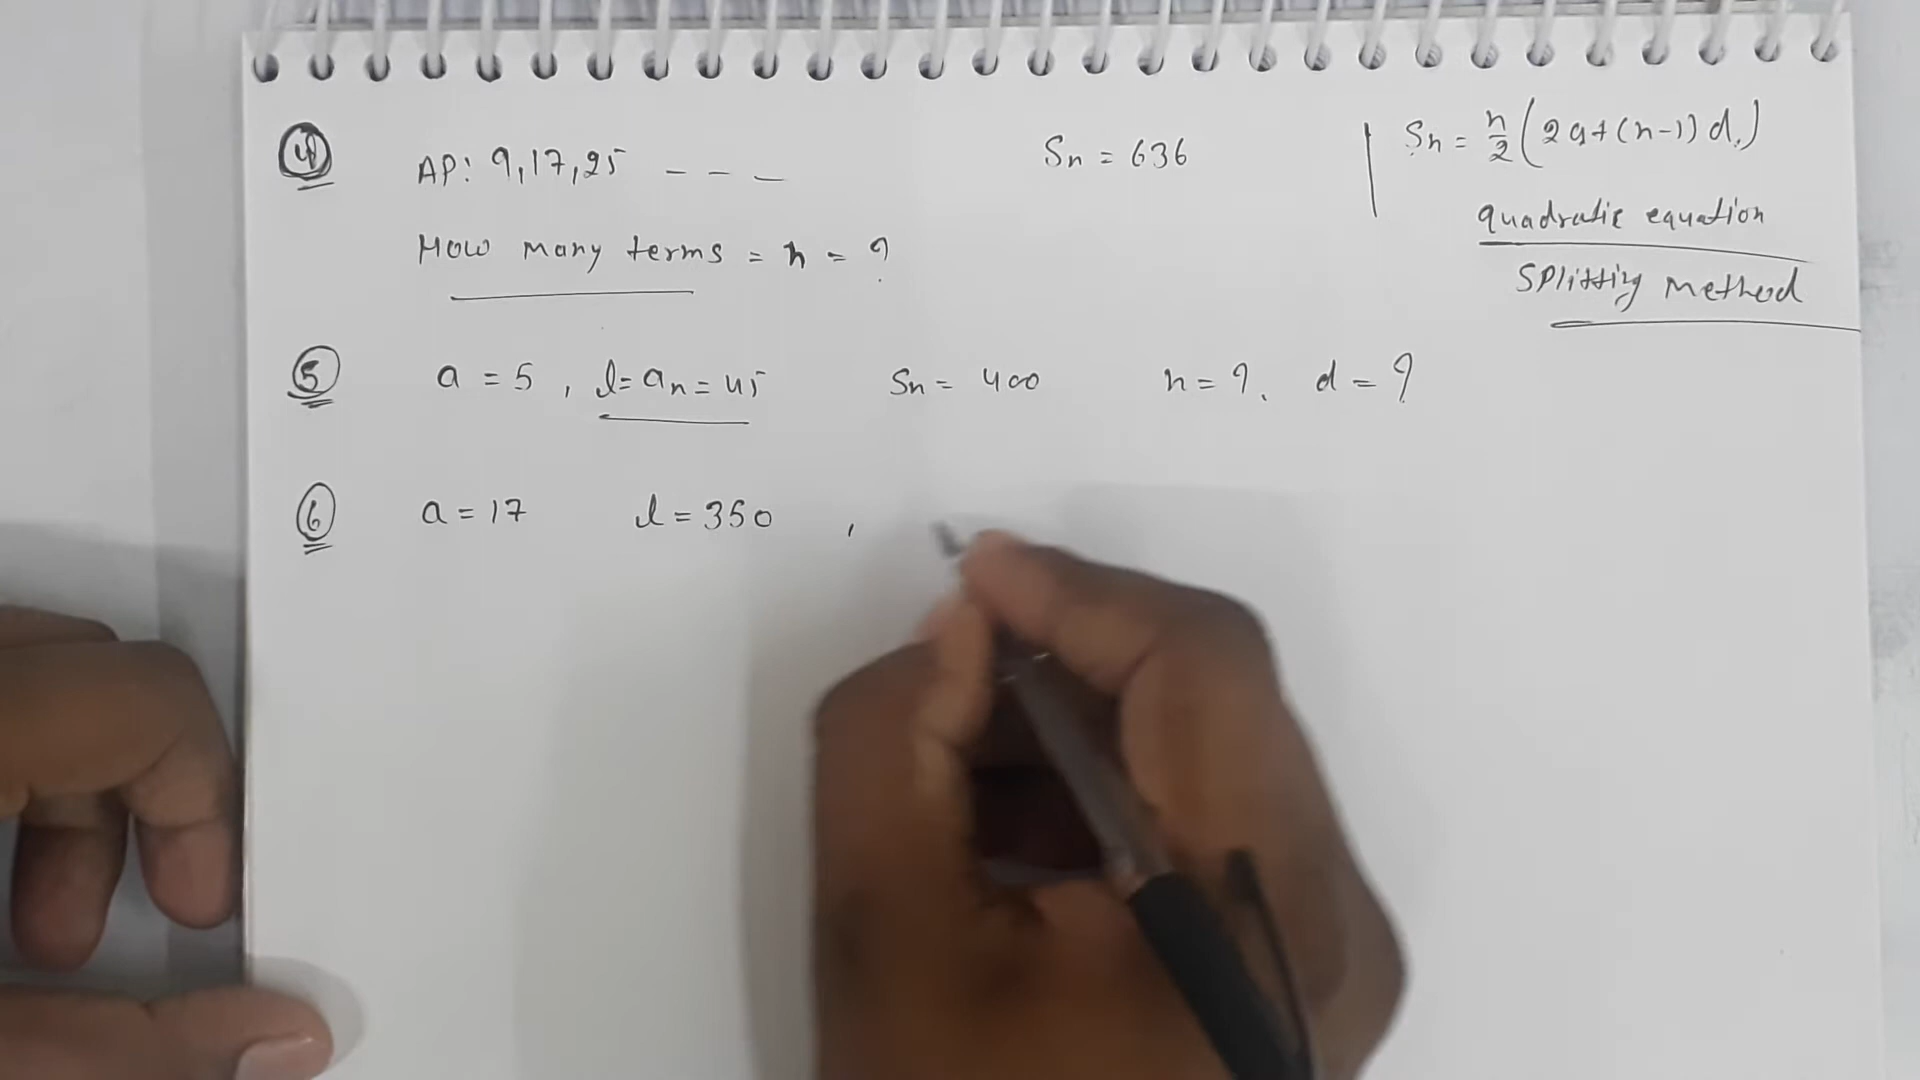 ④ AP: 9, 17, 25 _ _ _ Sn = 636
How many terms = n = ?
Sn = n/2 (2a+(n-1)d)
quadratic equation
Splitting Method
⑤ a = 5 , l = an = 45 Sn = 400 n = ?. d = ?
⑥ a = 17 l = 350 ,